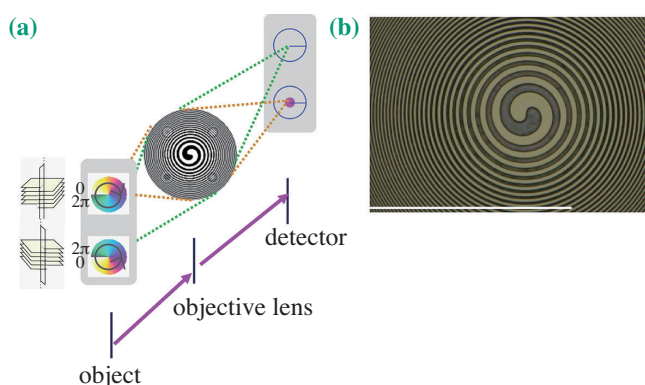 (a)
(b)
0
2π
2π
0
detector
objective lens
object